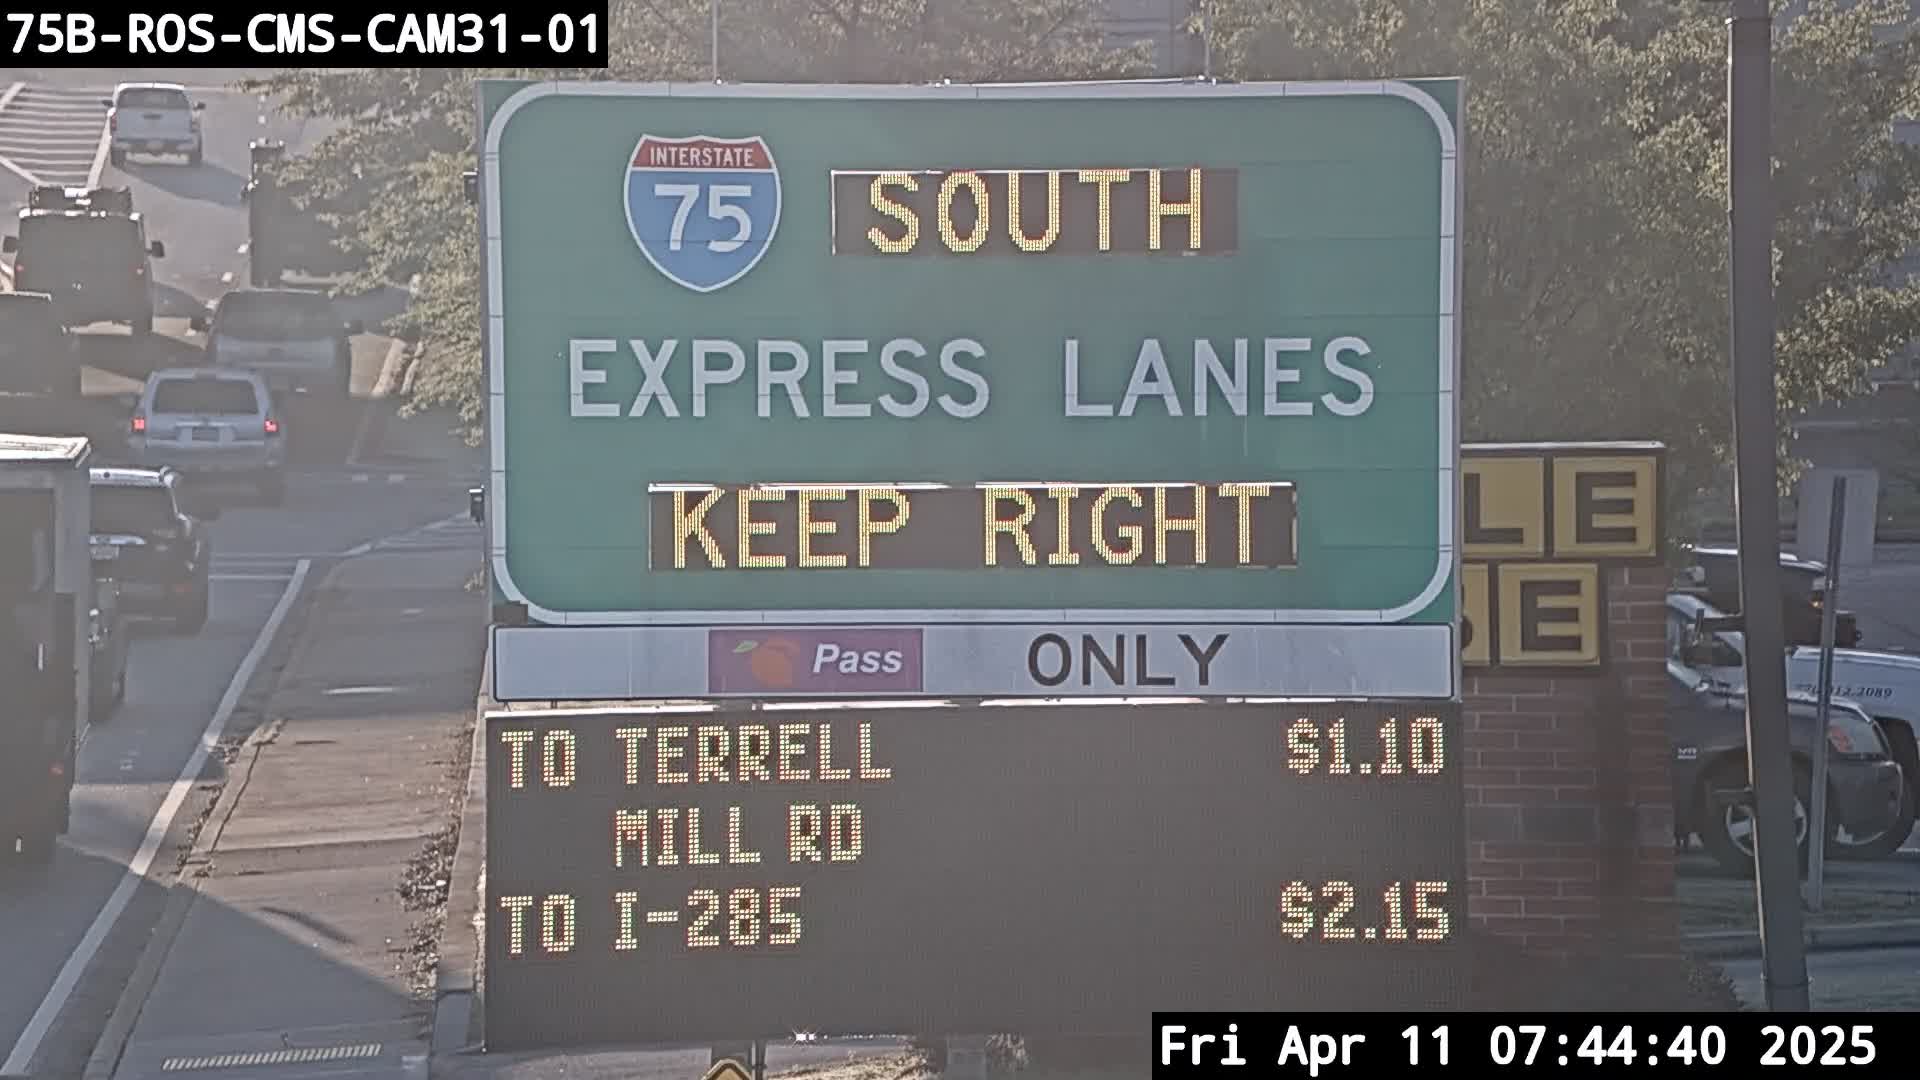 75B-ROS-CMS-CAM31-01
INTERSTATE
75
SOUTH
EXPRESS LANES
KEEP RIGHT
Pass ONLY
TO TERRELL $1.10
MILL RD
TO I-285 $2.15
LE
E
Fri Apr 11 07:44:40 2025